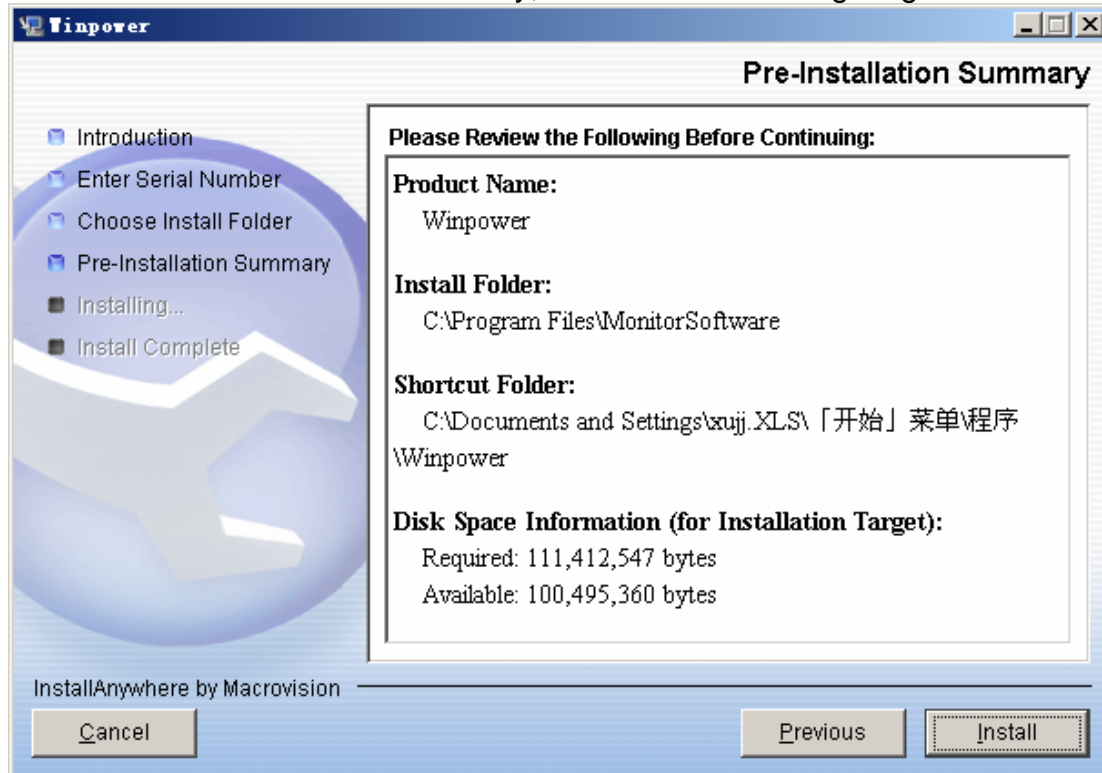 Winpower
Pre-Installation Summary
Introduction
Enter Serial Number
Choose Install Folder
Pre-Installation Summary
Installing...
Install Complete
Please Review the Following Before Continuing:
Product Name:
Winpower
Install Folder:
C:\Program Files\MonitorSoftware
Shortcut Folder:
C:\Documents and Settings\xujj.XLS\「开始」菜单\程序
\Winpower
Disk Space Information (for Installation Target):
Required: 111,412,547 bytes
Available: 100,495,360 bytes
InstallAnywhere by Macrovision
Cancel
Previous
Install